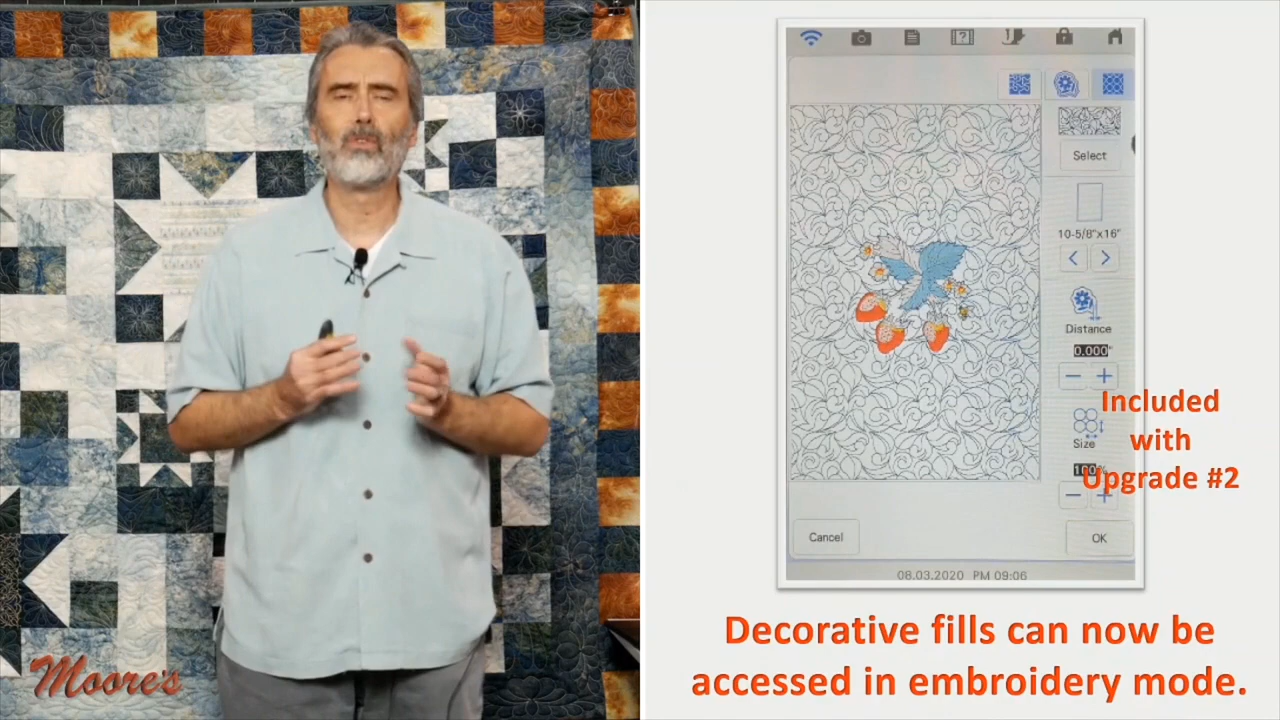 Moore's
Select
10-5/8"x16"
Distance
0.000"
Size
100%
Cancel
OK
08.03.2020 PM 09:06
Included
with
Upgrade #2
Decorative fills can now be
accessed in embroidery mode.